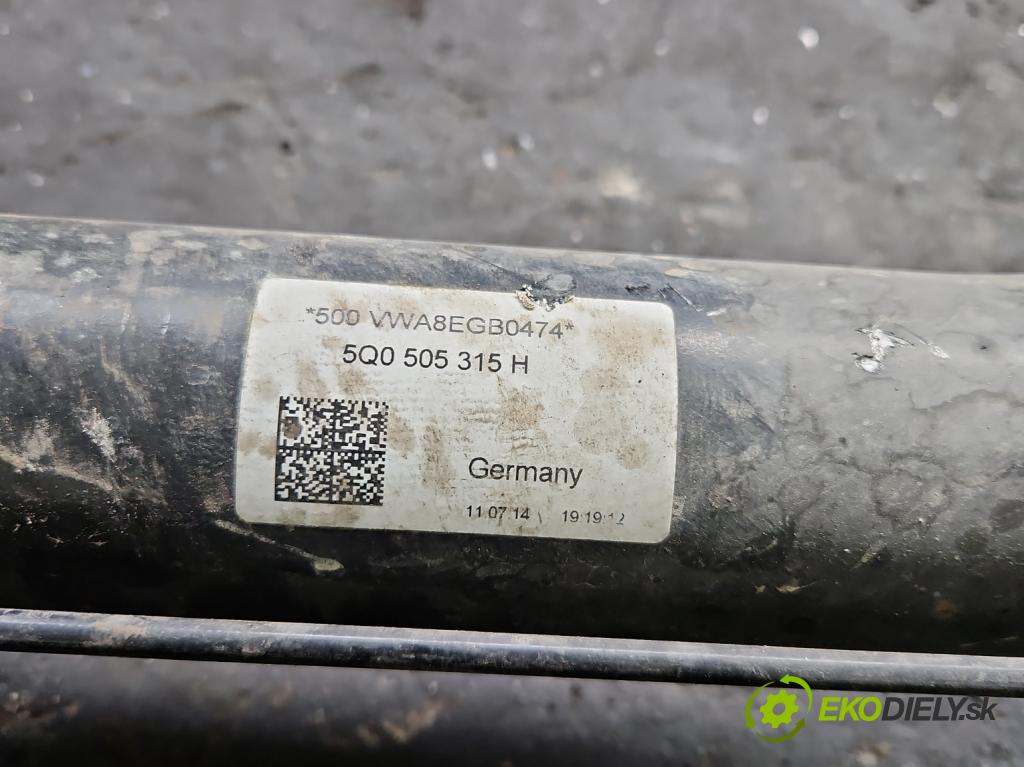 *500 VWA8EGB0474*
5Q0 505 315 H
Germany
11 07 14 19:19:12
EKODIELY.sk